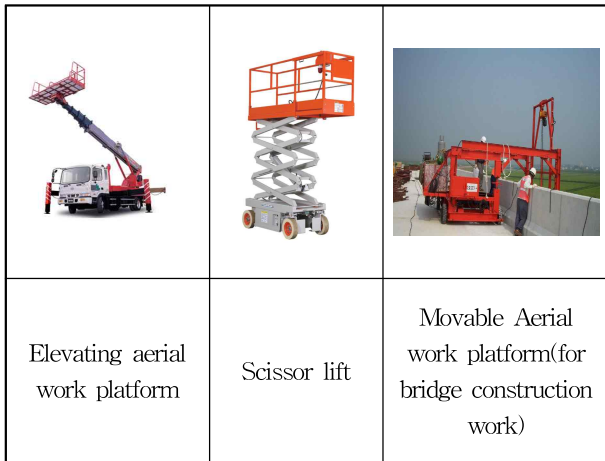 Elevating aerial
work platform
Scissor lift
Movable Aerial
work platform(for
bridge construction
work)